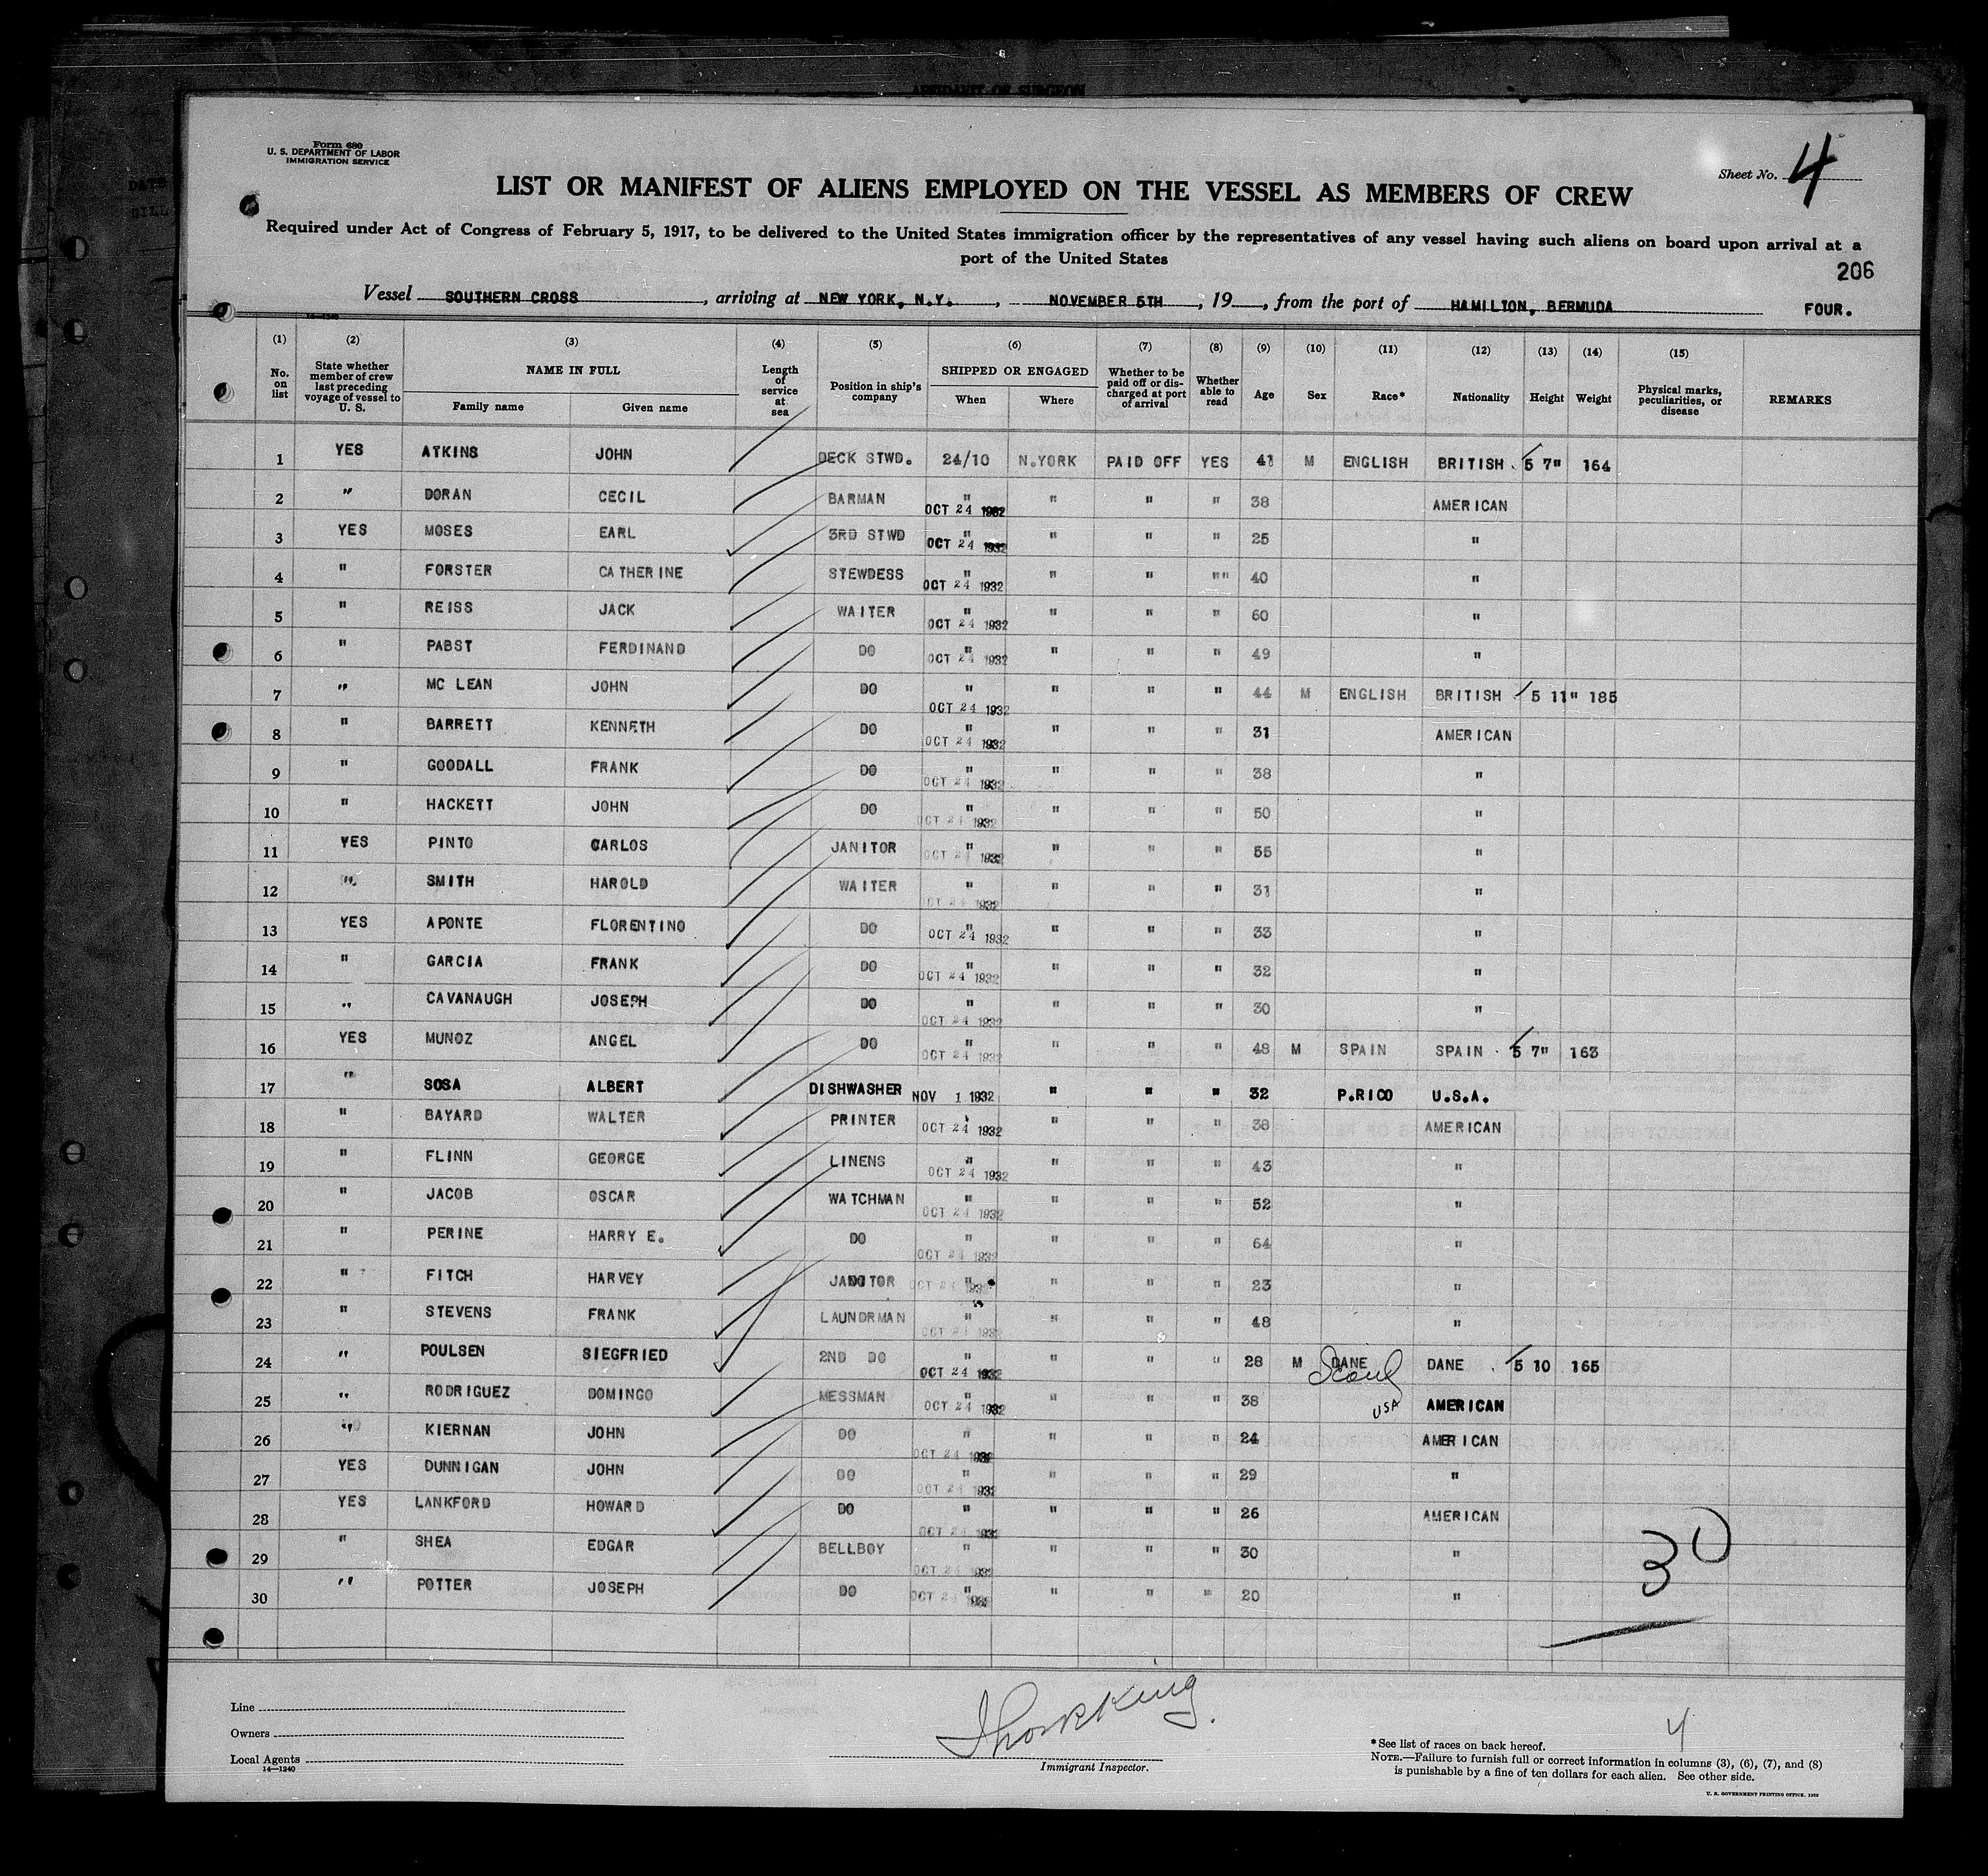 AFFIDAVIT OF SURGEON
Form 680
U. S. DEPARTMENT OF LABOR
IMMIGRATION SERVICE
Sheet No. 4
LIST OR MANIFEST OF ALIENS EMPLOYED ON THE VESSEL AS MEMBERS OF CREW
Required under Act of Congress of February 5, 1917, to be delivered to the United States immigration officer by the representatives of any vessel having such aliens on board upon arrival at a
port of the United States
206
Vessel SOUTHERN CROSS, arriving at NEW YORK, N.Y., NOVEMBER 5TH, 19, from the port of HAMILTON, BERMUDA FOUR.
14-1240
(1) (2) (3) (4) (5) (6) (7) (8) (9) (10) (11) (12) (13) (14) (15)
No. on list State whether member of crew last preceding voyage of vessel to U. S. NAME IN FULL Family name Given name Length of service at sea Position in ship's company SHIPPED OR ENGAGED When Where Whether to be paid off or discharged at port of arrival Whether able to read Age Sex Race* Nationality Height Weight Physical marks, peculiarities, or disease REMARKS
1 YES ATKINS JOHN DECK STWD. 24/10 N.YORK PAID OFF YES 41 M ENGLISH BRITISH 5 7" 164
2 " DORAN CECIL BARMAN " OCT 24 1932 " " " 38 AMERICAN
3 YES MOSES EARL 3RD STWD " OCT 24 1932 " " " 25 "
4 " FORSTER CATHERINE STEWDESS " OCT 24 1932 " " "" 40 "
5 " REISS JACK WAITER " OCT 24 1932 " " " 60 "
6 " PABST FERDINAND DO " OCT 24 1932 " " " 49 "
7 " MC LEAN JOHN DO " OCT 24 1932 " " " 44 M ENGLISH BRITISH 5 11" 185
8 " BARRETT KENNETH DO " OCT 24 1932 " " " 31 AMERICAN
9 " GOODALL FRANK DO " OCT 24 1932 " " " 38 "
10 " HACKETT JOHN DO " OCT 24 1932 " " " 50 "
11 YES PINTO CARLOS JANITOR " OCT 24 1932 " " " 55 "
12 " SMITH HAROLD WAITER " OCT 24 1932 " " " 31 "
13 YES APONTE FLORENTINO DO " OCT 24 1932 " " " 33 "
14 " GARCIA FRANK DO " OCT 24 1932 " " " 32 "
15 " CAVANAUGH JOSEPH DO " OCT 24 1932 " " " 30 "
16 YES MUNOZ ANGEL DO " OCT 24 1932 " " " 48 M SPAIN SPAIN 5 7" 163
17 " SOSA ALBERT DISHWASHER NOV 1 1932 " " " 32 P.RICO U.S.A.
18 " BAYARD WALTER PRINTER OCT 24 1932 " " " 38 AMERICAN
19 " FLINN GEORGE LINENS " OCT 24 1932 " " " 43 "
20 " JACOB OSCAR WATCHMAN " OCT 24 1932 " " " 52 "
21 " PERINE HARRY E. DO " OCT 24 1932 " " " 64 "
22 " FITCH HARVEY JADOTOR OCT 24 1932 " " " " 23 "
23 " STEVENS FRANK LAUNDRMAN " OCT 24 1932 " " " 48 "
24 " POULSEN SIEGFRIED 2ND DO " OCT 24 1932 " " " 28 M DANE Scand DANE 5 10 165
25 " RODRIGUEZ DOMINGO MESSMAN " OCT 24 1932 " " " 38 USA AMERICAN
26 " KIERNAN JOHN DO " OCT 24 1932 " " " 24 AMERICAN
27 YES DUNNIGAN JOHN DO " OCT 24 1932 " " " 29 "
28 YES LANKFORD HOWARD DO " OCT 24 1932 " " " 26 AMERICAN
29 " SHEA EDGAR BELLBOY " OCT 24 1932 " " " 30 "
30 " POTTER JOSEPH DO " OCT 24 1932 " " " 20 "
30
Line
Owners
Local Agents
14—1240
Immigrant Inspector.
4
*See list of races on back hereof.
NOTE.—Failure to furnish full or correct information in columns (3), (6), (7), and (8)
is punishable by a fine of ten dollars for each alien. See other side.
U. S. GOVERNMENT PRINTING OFFICE. 1929